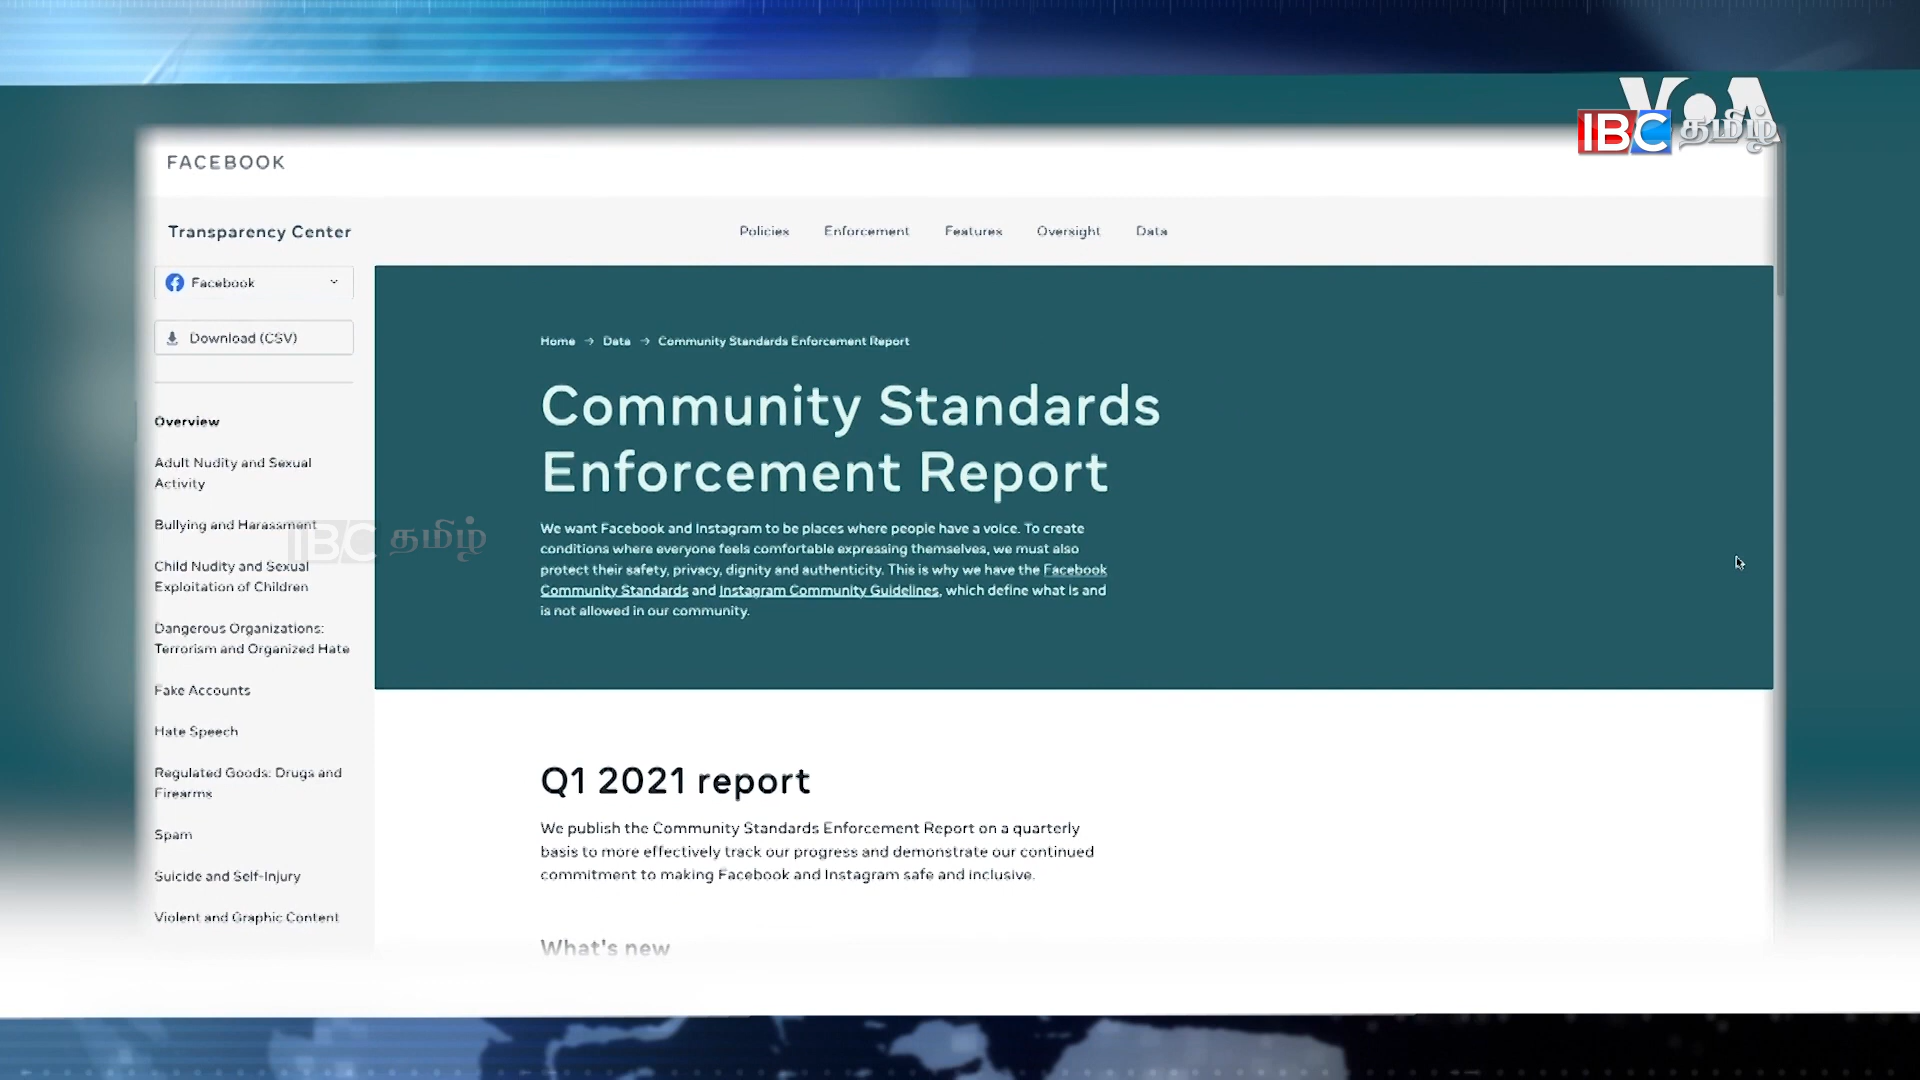 VOA
IBC தமிழ்
FACEBOOK
Transparency Center
Policies
Enforcement
Features
Oversight
Data
Facebook
Download (CSV)
Overview
Adult Nudity and Sexual
Activity
Bullying and Harassment
Child Nudity and Sexual
Exploitation of Children
Dangerous Organizations:
Terrorism and Organized Hate
Fake Accounts
Hate Speech
Regulated Goods: Drugs and
Firearms
Spam
Suicide and Self-Injury
Violent and Graphic Content
IBC தமிழ்
Home → Data → Community Standards Enforcement Report
Community Standards
Enforcement Report
We want Facebook and Instagram to be places where people have a voice. To create
conditions where everyone feels comfortable expressing themselves, we must also
protect their safety, privacy, dignity and authenticity. This is why we have the Facebook
Community Standards and Instagram Community Guidelines, which define what is and
is not allowed in our community.
Q1 2021 report
We publish the Community Standards Enforcement Report on a quarterly
basis to more effectively track our progress and demonstrate our continued
commitment to making Facebook and Instagram safe and inclusive.
What's new